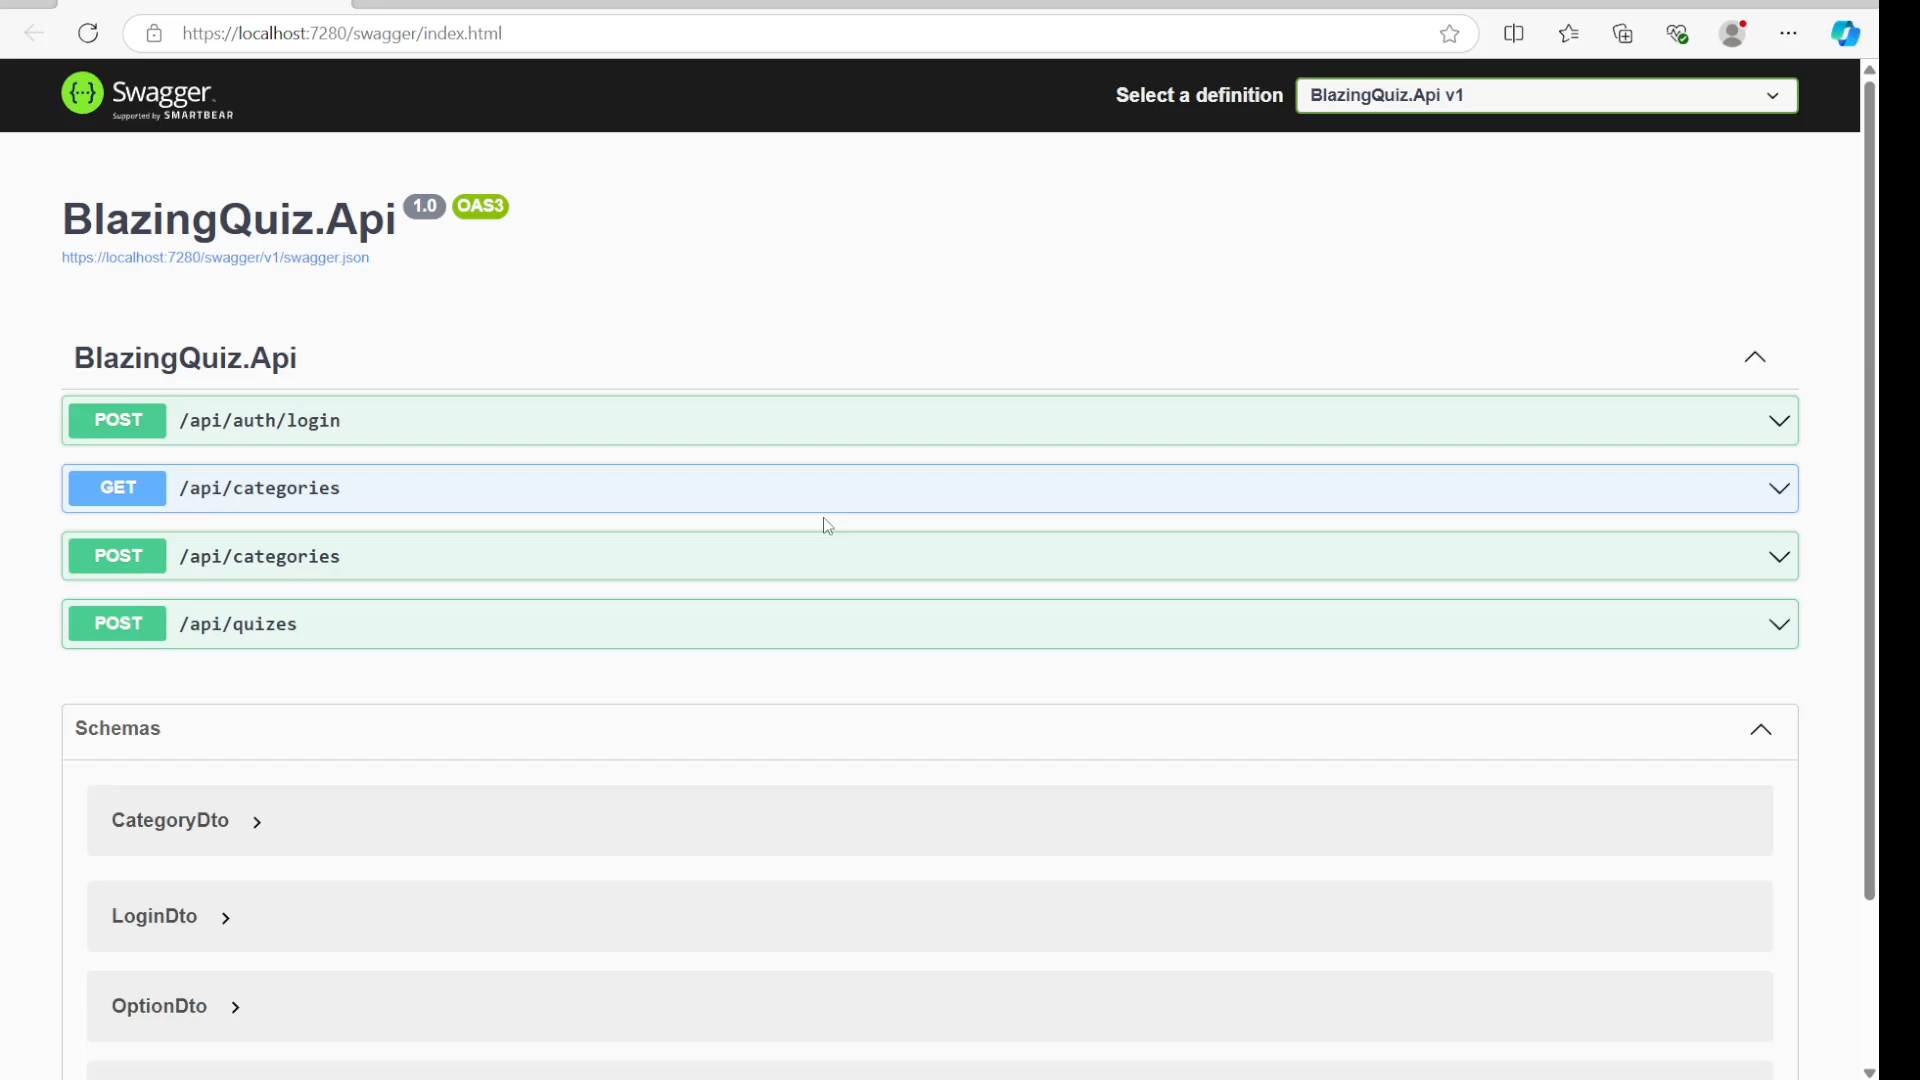 https://localhost:7280/swagger/index.html
Swagger
Supported by SMARTBEAR
Select a definition
BlazingQuiz.Api v1
BlazingQuiz.Api 1.0 OAS3
https://localhost:7280/swagger/v1/swagger.json
BlazingQuiz.Api
POST /api/auth/login
GET /api/categories
POST /api/categories
POST /api/quizes
Schemas
CategoryDto
LoginDto
OptionDto